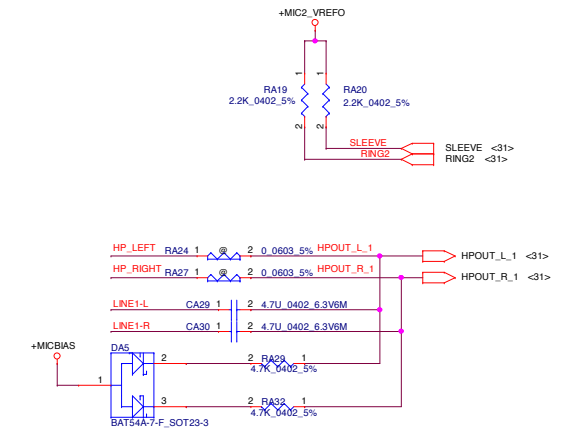 +MIC2_VREFO
1 1
RA19 RA20
2.2K_0402_5% 2.2K_0402_5%
2 2
SLEEVE SLEEVE <31>
RING2 RING2 <31>
HP_LEFT RA24 1 @ 2 0_0603_5% HPOUT_L_1 HPOUT_L_1 <31>
HP_RIGHT RA27 1 @ 2 0_0603_5% HPOUT_R_1 HPOUT_R_1 <31>
LINE1-L CA29 1 2 4.7U_0402_6.3V6M
LINE1-R CA30 1 2 4.7U_0402_6.3V6M
+MICBIAS
DA5
2 2 RA29 1
4.7K_0402_5%
1
3 2 RA32 1
4.7K_0402_5%
BAT54A-7-F_SOT23-3